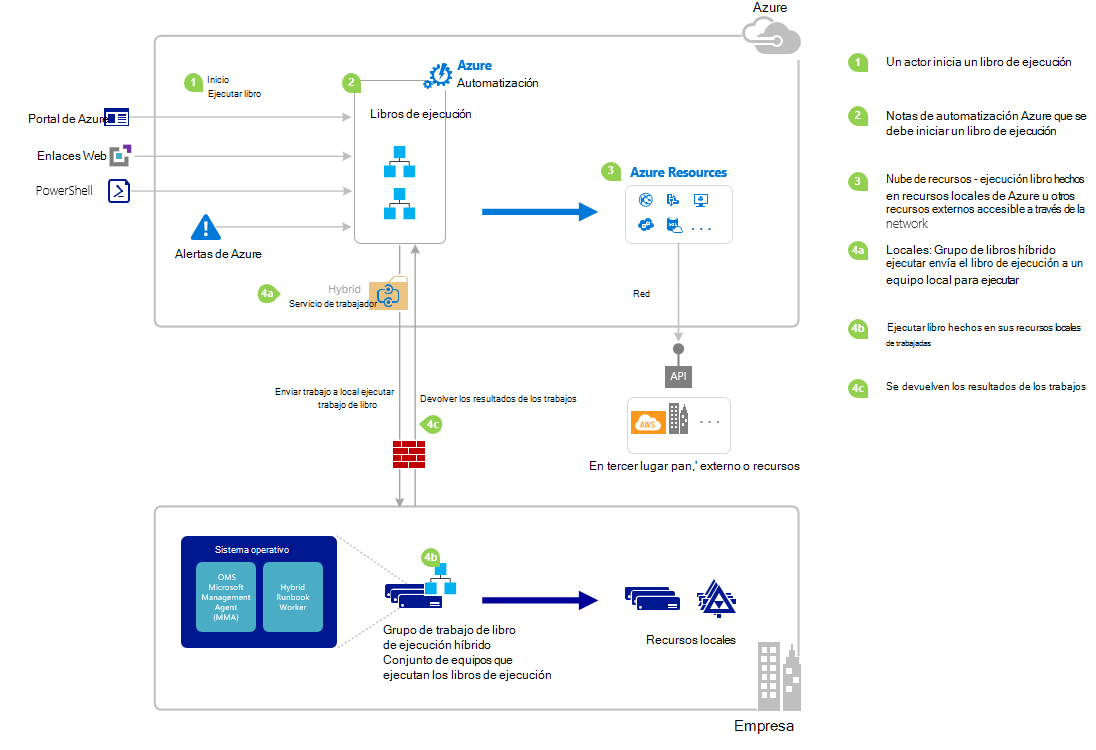 Azure
1
Inicio
Ejecutar libro
2
Azure
Automatización
Libros de ejecución
Portal de Azure
Enlaces Web
PowerShell
Alertas de Azure
3
Azure Resources
SQL
. . .
4a
Hybrid
Servicio de trabajador
Red
Enviar trabajo a local ejecutar
trabajo de libro
Devolver los resultados de los trabajos
4c
API
AWS
. . .
En tercer lugar pan,' externo o recursos
Sistema operativo
OMS
Microsoft
Management
Agent
(MMA)
Hybrid
Runbook
Worker
4b
Grupo de trabajo de libro
de ejecución híbrido
Conjunto de equipos que
ejecutan los libros de ejecución
Recursos locales
Empresa
1
Un actor inicia un libro de ejecución
2
Notas de automatización Azure que se
debe iniciar un libro de ejecución
3
Nube de recursos - ejecución libro hechos
en recursos locales de Azure u otros
recursos externos accesible a través de la
network
4a
Locales: Grupo de libros híbrido
ejecutar envía el libro de ejecución a un
equipo local para ejecutar
4b
Ejecutar libro hechos en sus recursos locales
de trabajadas
4c
Se devuelven los resultados de los trabajos